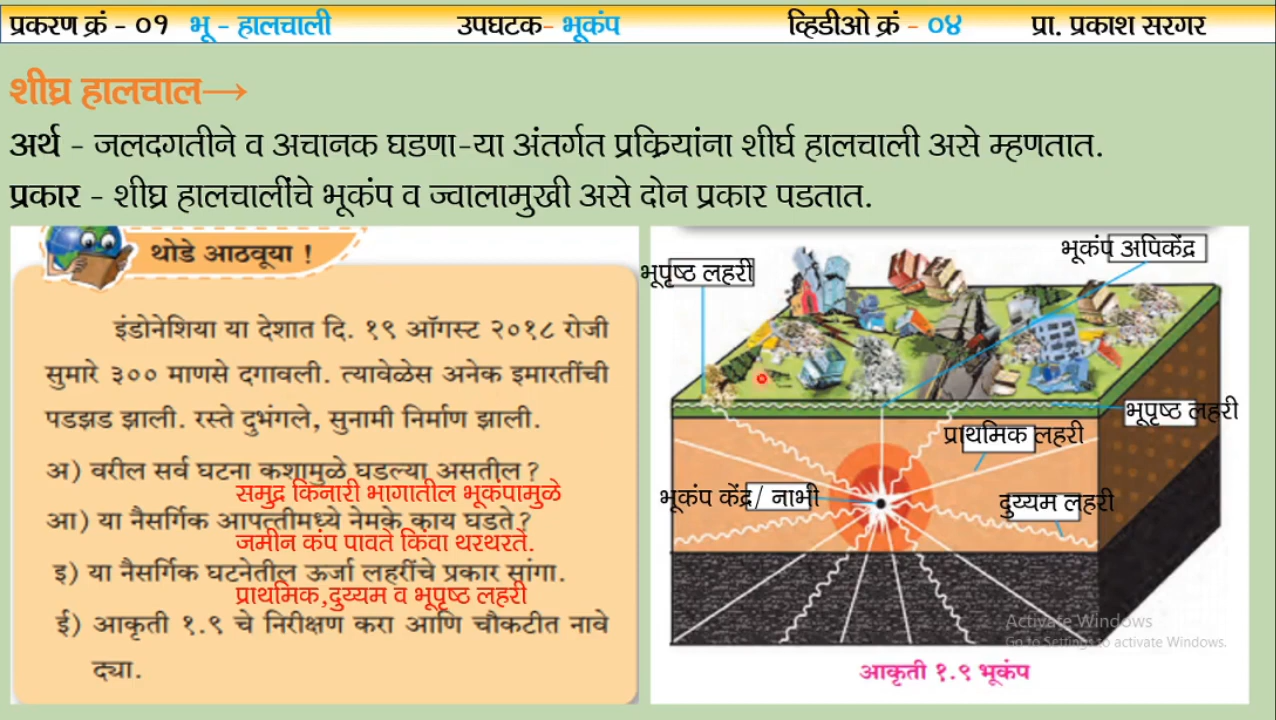 प्रकरण क्रं - ०१ भू - हालचाली उपघटक- भूकंप व्हिडीओ क्रं - ०४ प्रा. प्रकाश सरगर
शीघ्र हालचाल→
अर्थ - जलदगतीने व अचानक घडणा-या अंतर्गत प्रक्रियांना शीर्घ हालचाली असे म्हणतात.
प्रकार - शीघ्र हालचालींचे भूकंप व ज्वालामुखी असे दोन प्रकार पडतात.
थोडे आठवूया !
इंडोनेशिया या देशात दि. १९ ऑगस्ट २०१८ रोजी
सुमारे ३०० माणसे दगावली. त्यावेळेस अनेक इमारतींची
पडझड झाली. रस्ते दुभंगले, सुनामी निर्माण झाली.
अ) वरील सर्व घटना कशामुळे घडल्या असतील ?
समुद्र किनारी भागातील भूकंपामुळे
आ) या नैसर्गिक आपत्तीमध्ये नेमके काय घडते ?
जमीन कंप पावते किंवा थरथरते.
इ) या नैसर्गिक घटनेतील ऊर्जा लहरींचे प्रकार सांगा.
प्राथमिक,दुय्यम व भूपृष्ठ लहरी
ई) आकृती १.९ चे निरीक्षण करा आणि चौकटीत नावे
द्या.
भूकंप अपिकेंद्र
भूपृष्ठ लहरी
भूपृष्ठ लहरी
प्राथमिक लहरी
भूकंप केंद्र/ नाभी
दुय्यम लहरी
Activate Windows
Go to Settings to activate Windows.
आकृती १.९ भूकंप